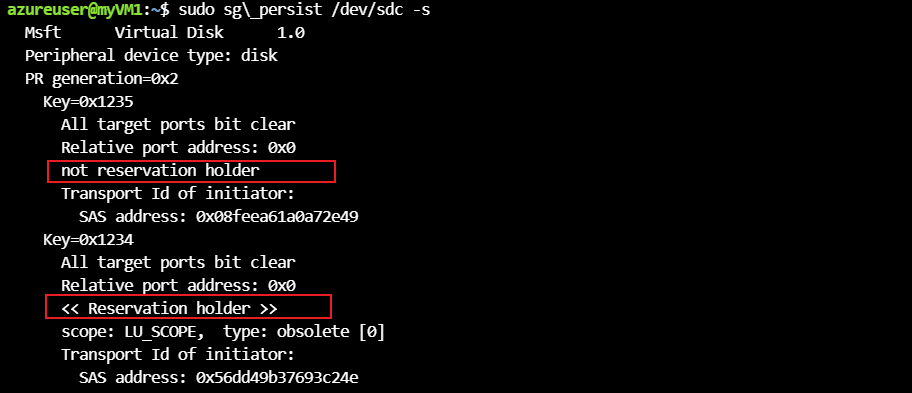 azureuser@myVM1:~$ sudo sg\_persist /dev/sdc -s
Msft Virtual Disk 1.0
Peripheral device type: disk
PR generation=0x2
Key=0x1235
All target ports bit clear
Relative port address: 0x0
not reservation holder
Transport Id of initiator:
SAS address: 0x08feea61a0a72e49
Key=0x1234
All target ports bit clear
Relative port address: 0x0
<< Reservation holder >>
scope: LU_SCOPE, type: obsolete [0]
Transport Id of initiator:
SAS address: 0x56dd49b37693c24e